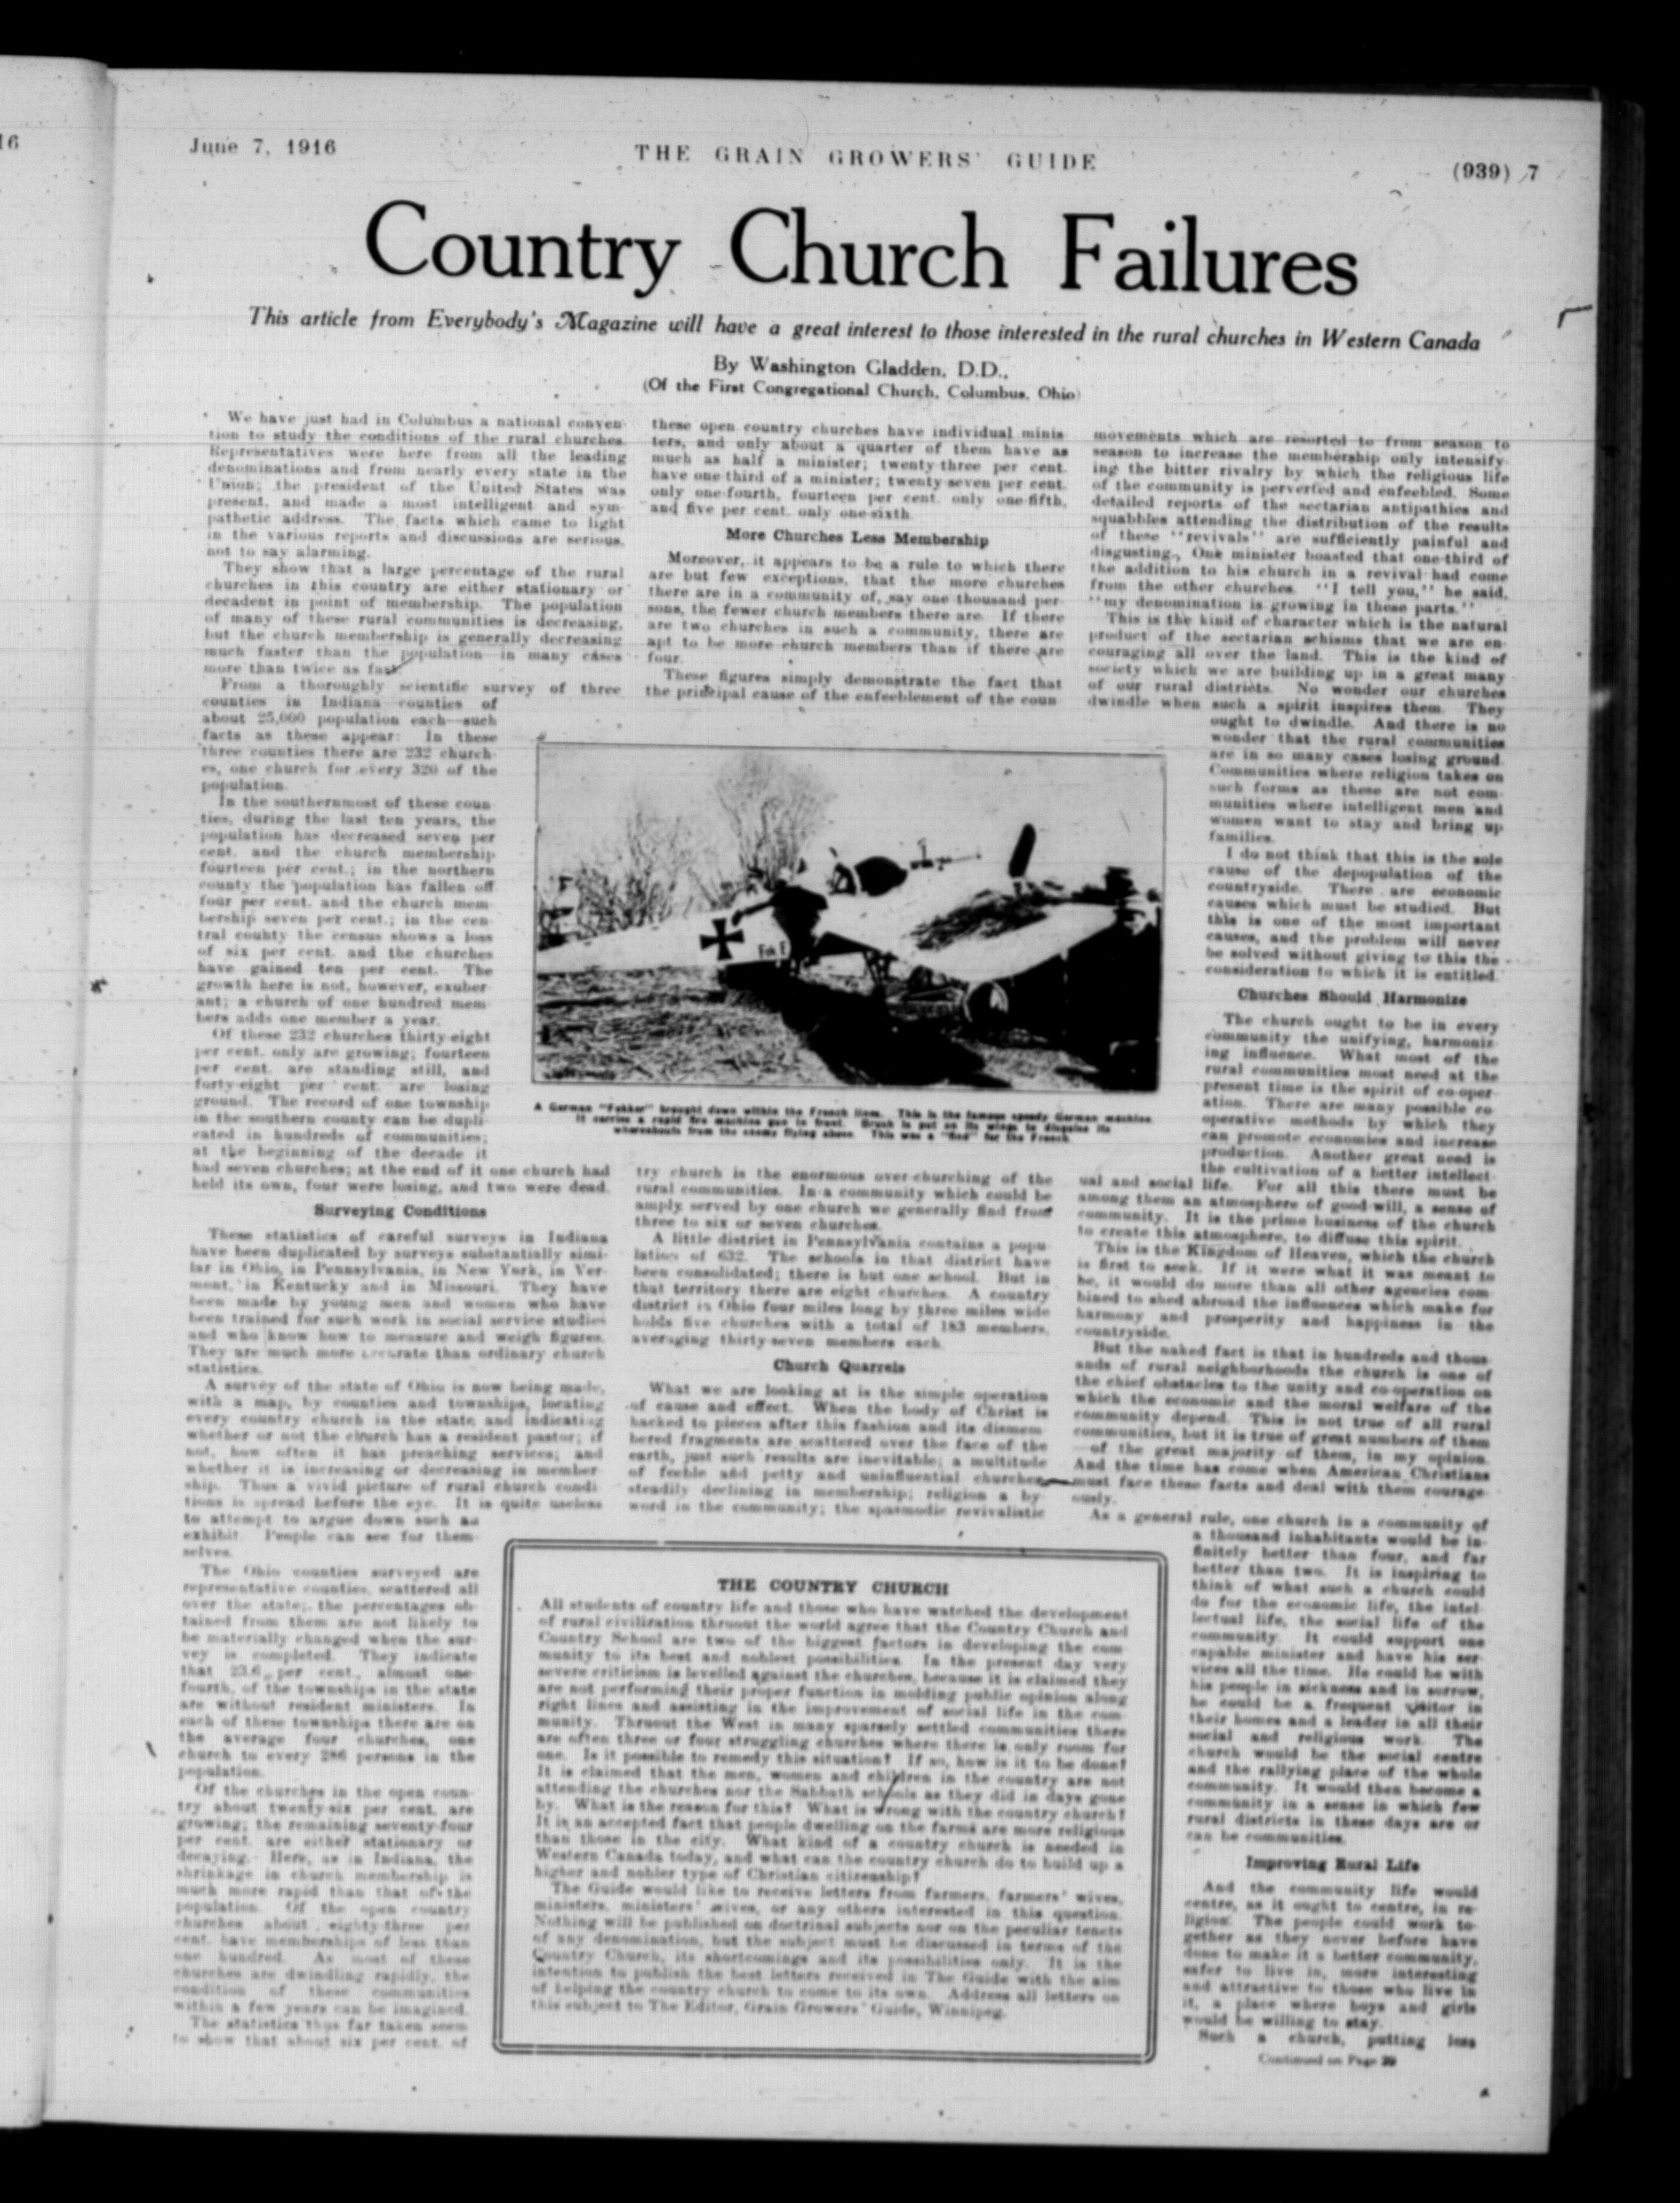 16
June 7, 1916
THE GRAIN GROWERS' GUIDE
(939) 7
Country Church Failures
This article from Everybody's Magazine will have a great interest to those interested in the rural churches in Western Canada
By Washington Gladden, D.D.,
(Of the First Congregational Church, Columbus, Ohio)
We have just had in Columbus a national conven-
tion to study the conditions of the rural churches.
Representatives were here from all the leading
denominations and from nearly every state in the
Union; the president of the United States was
present, and made a most intelligent and sym-
pathetic address. The facts which came to light
in the various reports and discussions are serious,
not to say alarming.
They show that a large percentage of the rural
churches in this country are either stationary or
decadent in point of membership. The population
of many of these rural communities is decreasing,
but the church membership is generally decreasing
much faster than the population—in many cases
more than twice as fast.
From a thoroughly scientific survey of three
counties in Indiana—counties of
about 25,000 population each—such
facts as these appear: In these
three counties there are 232 church-
es, one church for every 320 of the
population.
In the southernmost of these coun-
ties, during the last ten years, the
population has decreased seven per
cent. and the church membership
fourteen per cent.; in the northern
county the population has fallen off
four per cent. and the church mem-
bership seven per cent.; in the cen-
tral county the census shows a loss
of six per cent. and the churches
have gained ten per cent. The
growth here is not, however, exuber-
ant; a church of one hundred mem-
bers adds one member a year.
Of these 232 churches thirty-eight
per cent. only are growing; fourteen
per cent. are standing still, and
forty-eight per cent. are losing
ground. The record of one township
in the southern county can be dupli-
cated in hundreds of communities;
at the beginning of the decade it
had seven churches; at the end of it one church had
held its own, four were losing, and two were dead.
Surveying Conditions
These statistics of careful surveys in Indiana
have been duplicated by surveys substantially simi-
lar in Ohio, in Pennsylvania, in New York, in Ver-
mont, in Kentucky and in Missouri. They have
been made by young men and women who have
been trained for such work in social service studies
and who know how to measure and weigh figures.
They are much more accurate than ordinary church
statistics.
A survey of the state of Ohio is now being made,
with a map, by counties and townships, locating
every country church in the state and indicating
whether or not the church has a resident pastor; if
not, how often it has preaching services; and
whether it is increasing or decreasing in member-
ship. Thus a vivid picture of rural church condi-
tions is spread before the eye. It is quite useless
to attempt to argue down such an
exhibit. People can see for them-
selves.
The Ohio counties surveyed are
representative counties, scattered all
over the state; the percentages ob-
tained from them are not likely to
be materially changed when the sur-
vey is completed. They indicate
that 23.6 per cent., almost one-
fourth, of the townships in the state
are without resident ministers. In
each of these townships there are on
the average four churches, one
church to every 286 persons in the
population.
Of the churches in the open coun-
try about twenty-six per cent. are
growing; the remaining seventy-four
per cent. are either stationary or
decaying. Here, as in Indiana, the
shrinkage in church membership is
much more rapid than that of the
population. Of the open country
churches about eighty-three per
cent. have memberships of less than
one hundred. As most of these
churches are dwindling rapidly, the
condition of these communities
within a few years can be imagined.
The statistics thus far taken seem
to show that about six per cent. of
these open country churches have individual minis-
ters, and only about a quarter of them have as
much as half a minister; twenty-three per cent.
have one-third of a minister; twenty-seven per cent.
only one-fourth, fourteen per cent. only one-fifth,
and five per cent. only one-sixth.
More Churches Less Membership
Moreover, it appears to be a rule to which there
are but few exceptions, that the more churches
there are in a community of, say one thousand per-
sons, the fewer church members there are. If there
are two churches in such a community, there are
apt to be more church members than if there are
four.
These figures simply demonstrate the fact that
the principal cause of the enfeeblement of the coun-
Fok F
A German "Fokker" brought down within the French lines. This is the famous speedy German machine.
It carries a rapid fire machine gun in front. Brush is put on its wings to disguise its
whereabouts from the enemy flying above. This was a "find" for the French.
try church is the enormous over-churching of the
rural communities. In a community which could be
amply served by one church we generally find from
three to six or seven churches.
A little district in Pennsylvania contains a popu-
lation of 632. The schools in that district have
been consolidated; there is but one school. But in
that territory there are eight churches. A country
district in Ohio four miles long by three miles wide
holds five churches with a total of 183 members,
averaging thirty-seven members each.
Church Quarrels
What we are looking at is the simple operation
of cause and effect. When the body of Christ is
hacked to pieces after this fashion and its dismem-
bered fragments are scattered over the face of the
earth, just such results are inevitable; a multitude
of feeble and petty and uninfluential churches
steadily declining in membership; religion a by-
word in the community; the spasmodic revivalistic
movements which are resorted to from season to
season to increase the membership only intensify-
ing the bitter rivalry by which the religious life
of the community is perverted and enfeebled. Some
detailed reports of the sectarian antipathies and
squabbles attending the distribution of the results
of these "revivals" are sufficiently painful and
disgusting. One minister boasted that one-third of
the addition to his church in a revival had come
from the other churches. "I tell you," he said,
"my denomination is growing in these parts."
This is the kind of character which is the natural
product of the sectarian schisms that we are en-
couraging all over the land. This is the kind of
society which we are building up in a great many
of our rural districts. No wonder our churches
dwindle when such a spirit inspires them. They
ought to dwindle. And there is no
wonder that the rural communities
are in so many cases losing ground.
Communities where religion takes on
such forms as these are not com-
munities where intelligent men and
women want to stay and bring up
families.
I do not think that this is the sole
cause of the depopulation of the
countryside. There are economic
causes which must be studied. But
this is one of the most important
causes, and the problem will never
be solved without giving to this the
consideration to which it is entitled.
Churches Should Harmonize
The church ought to be in every
community the unifying, harmoniz-
ing influence. What most of the
rural communities most need at the
present time is the spirit of co-oper-
ation. There are many possible co-
operative methods by which they
can promote economies and increase
production. Another great need is
the cultivation of a better intellect-
ual and social life. For all this there must be
among them an atmosphere of good-will, a sense of
community. It is the prime business of the church
to create this atmosphere, to diffuse this spirit.
This is the Kingdom of Heaven, which the church
is first to seek. If it were what it was meant to
be, it would do more than all other agencies com-
bined to shed abroad the influences which make for
harmony and prosperity and happiness in the
countryside.
But the naked fact is that in hundreds and thous-
ands of rural neighborhoods the church is one of
the chief obstacles to the unity and co-operation on
which the economic and the moral welfare of the
community depend. This is not true of all rural
communities, but it is true of great numbers of them
—of the great majority of them, in my opinion.
And the time has come when American Christians
must face these facts and deal with them courage-
ously.
As a general rule, one church in a community of
a thousand inhabitants would be in-
finitely better than four, and far
better than two. It is inspiring to
think of what such a church could
do for the economic life, the intel-
lectual life, the social life of the
community. It could support one
capable minister and have his ser-
vices all the time. He could be with
his people in sickness and in sorrow,
he could be a frequent visitor in
their homes and a leader in all their
social and religious work. The
church would be the social centre
and the rallying place of the whole
community. It would then become a
community in a sense in which few
rural districts in these days are or
can be communities.
Improving Rural Life
And the community life would
centre, as it ought to centre, in re-
ligion. The people could work to-
gether as they never before have
done to make it a better community,
safer to live in, more interesting
and attractive to those who live in
it, a place where boys and girls
would be willing to stay.
Such a church, putting less
Continued on Page 20
THE COUNTRY CHURCH
All students of country life and those who have watched the development
of rural civilization thruout the world agree that the Country Church and
Country School are two of the biggest factors in developing the com-
munity to its best and noblest possibilities. In the present day very
severe criticism is levelled against the churches, because it is claimed they
are not performing their proper function in molding public opinion along
right lines and assisting in the improvement of social life in the com-
munity. Thruout the West in many sparsely settled communities there
are often three or four struggling churches where there is only room for
one. Is it possible to remedy this situation? If so, how is it to be done?
It is claimed that the men, women and children in the country are not
attending the churches nor the Sabbath schools as they did in days gone
by. What is the reason for this? What is wrong with the country church?
It is an accepted fact that people dwelling on the farms are more religious
than those in the city. What kind of a country church is needed in
Western Canada today, and what can the country church do to build up a
higher and nobler type of Christian citizenship?
The Guide would like to receive letters from farmers, farmers' wives,
ministers, ministers' wives, or any others interested in this question.
Nothing will be published on doctrinal subjects nor on the peculiar tenets
of any denomination, but the subject must be discussed in terms of the
Country Church, its shortcomings and its possibilities only. It is the
intention to publish the best letters received in The Guide with the aim
of helping the country church to come to its own. Address all letters on
this subject to The Editor, Grain Growers' Guide, Winnipeg.